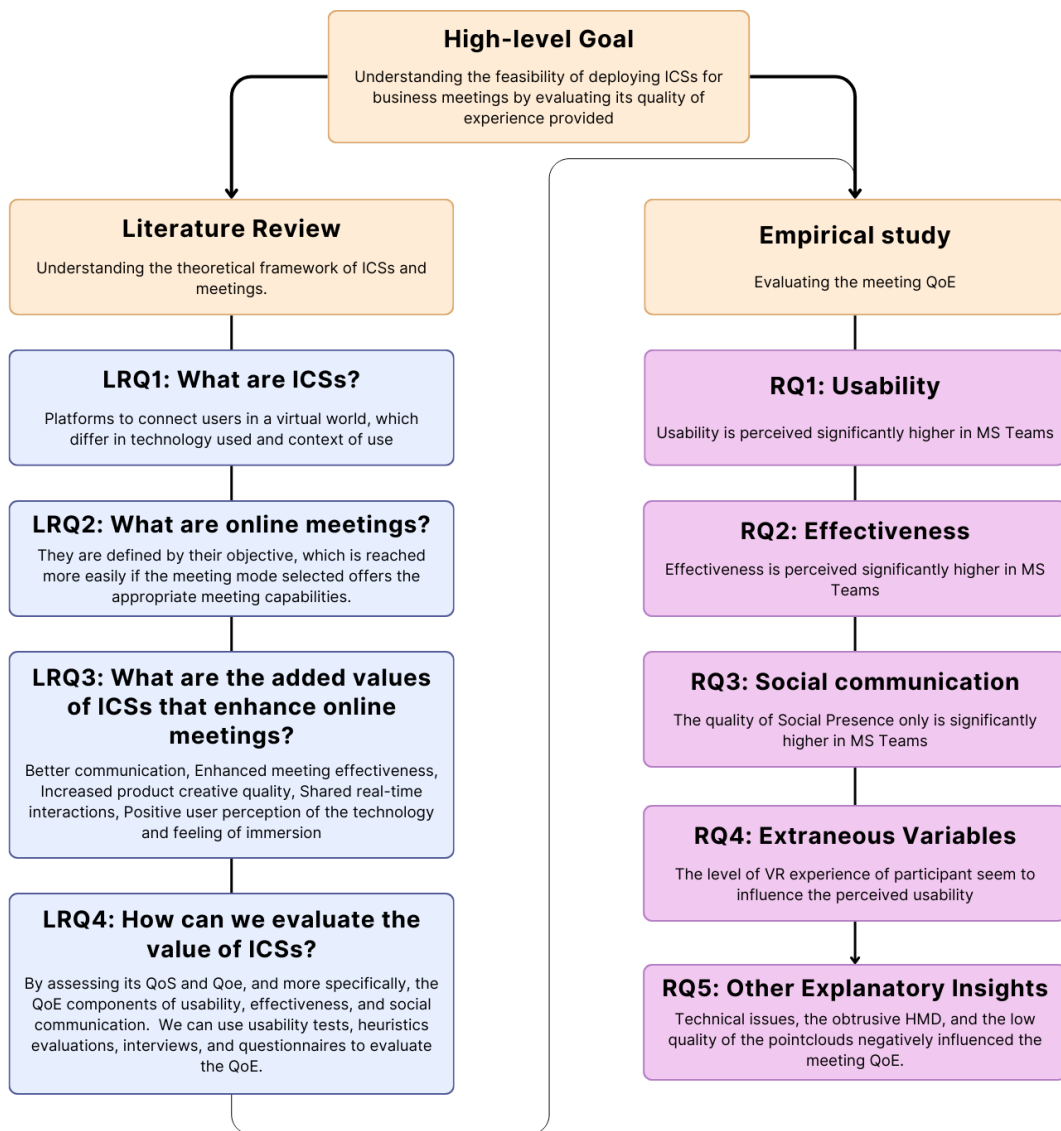 High-level Goal
Understanding the feasibility of deploying ICSs for
business meetings by evaluating its quality of
experience provided
Literature Review
Understanding the theoretical framework of ICSs and
meetings.
LRQ1: What are ICSs?
Platforms to connect users in a virtual world, which
differ in technology used and context of use
LRQ2: What are online meetings?
They are defined by their objective, which is reached
more easily if the meeting mode selected offers the
appropriate meeting capabilities.
LRQ3: What are the added values
of ICSs that enhance online
meetings?
Better communication, Enhanced meeting effectiveness,
Increased product creative quality, Shared real-time
interactions, Positive user perception of the technology
and feeling of immersion
LRQ4: How can we evaluate the
value of ICSs?
By assessing its QoS and Qoe, and more specifically, the
QoE components of usability, effectiveness, and social
communication.  We can use usability tests, heuristics
evaluations, interviews, and questionnaires to evaluate
the QoE.
Empirical study
Evaluating the meeting QoE
RQ1: Usability
Usability is perceived significantly higher in MS Teams
RQ2: Effectiveness
Effectiveness is perceived significantly higher in MS
Teams
RQ3: Social communication
The quality of Social Presence only is significantly
higher in MS Teams
RQ4: Extraneous Variables
The level of VR experience of participant seem to
influence the perceived usability
RQ5: Other Explanatory Insights
Technical issues, the obtrusive HMD, and the low
quality of the pointclouds negatively influenced the
meeting QoE.